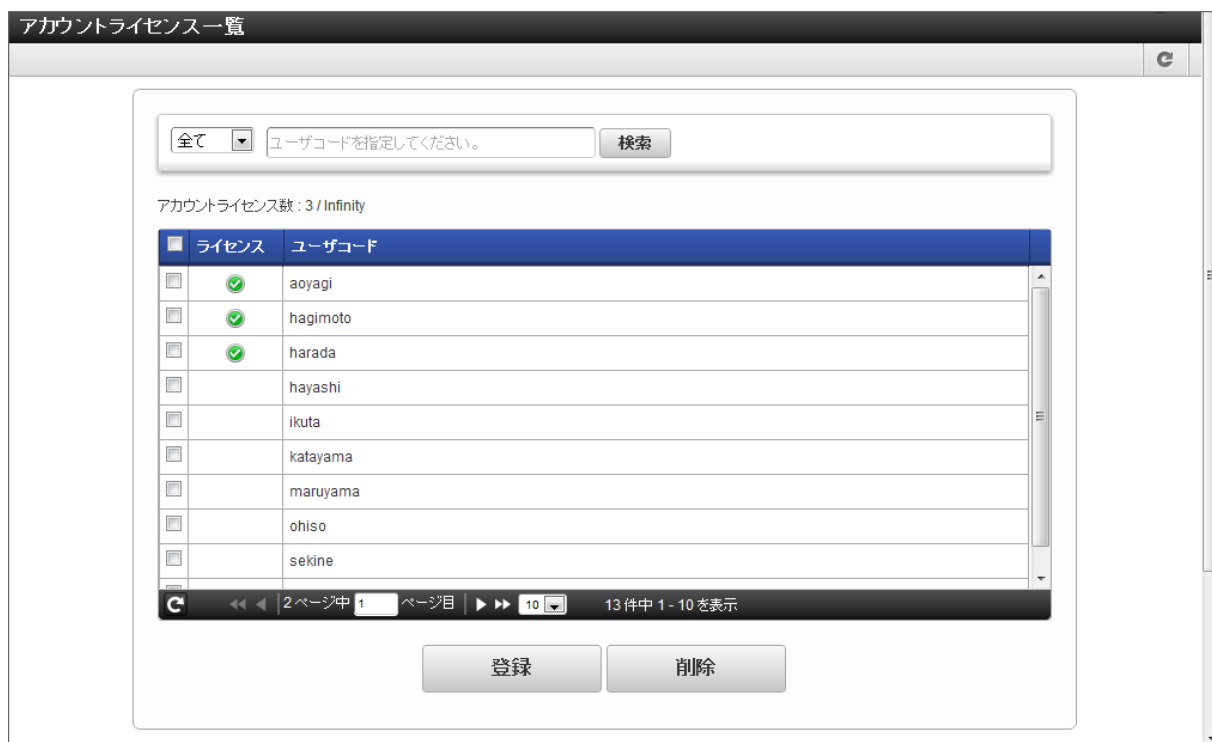 アカウントライセンス一覧
全て ユーザコードを指定してください。 検索
アカウントライセンス数 : 3 / Infinity
ライセンス ユーザコード
aoyagi
hagimoto
harada
hayashi
ikuta
katayama
maruyama
ohiso
sekine
2 ページ中 1 ページ目 10 13 件中 1 - 10 を表示
登録 削除